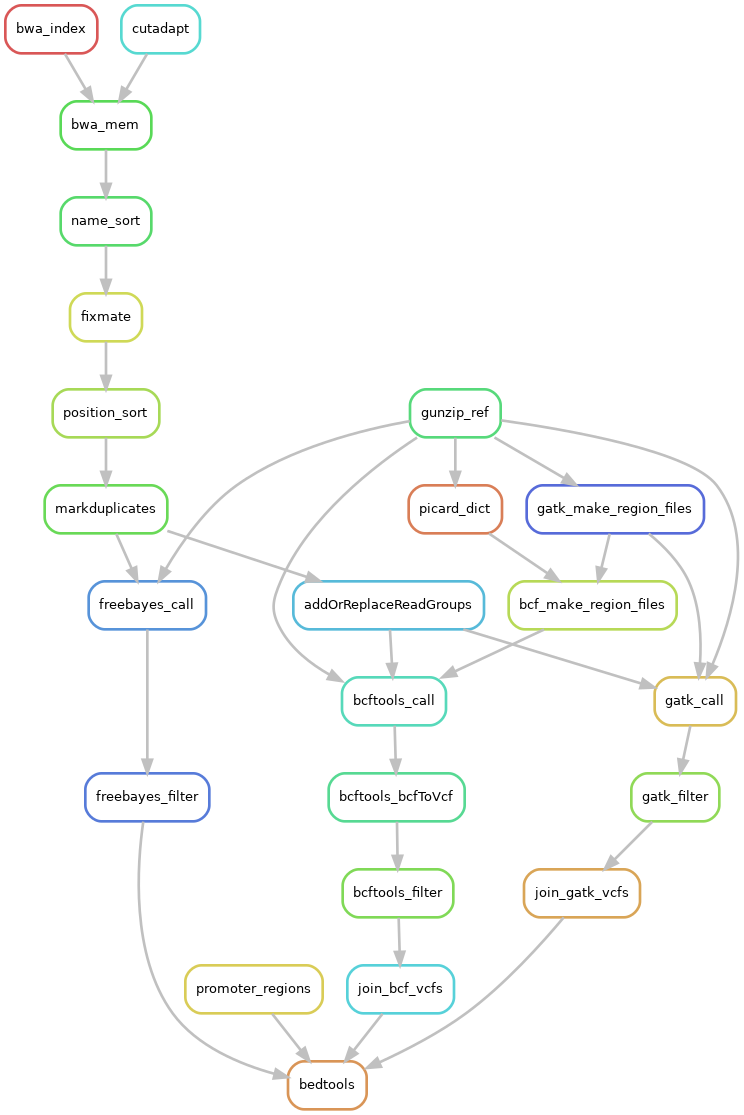 bwa_index
cutadapt
bwa_mem
name_sort
fixmate
position_sort
gunzip_ref
markduplicates
picard_dict
gatk_make_region_files
freebayes_call
addOrReplaceReadGroups
bcf_make_region_files
bcftools_call
gatk_call
freebayes_filter
bcftools_bcfToVcf
gatk_filter
bcftools_filter
join_gatk_vcfs
promoter_regions
join_bcf_vcfs
bedtools